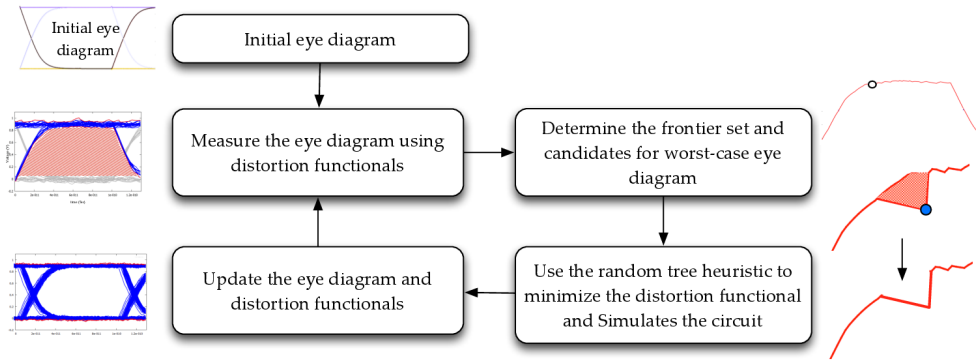 Initial eye
diagram
Initial eye diagram
Measure the eye diagram using
distortion functionals
Determine the frontier set and
candidates for worst-case eye
diagram
Update the eye diagram and
distortion functionals
Use the random tree heuristic to
minimize the distortion functional
and Simulates the circuit